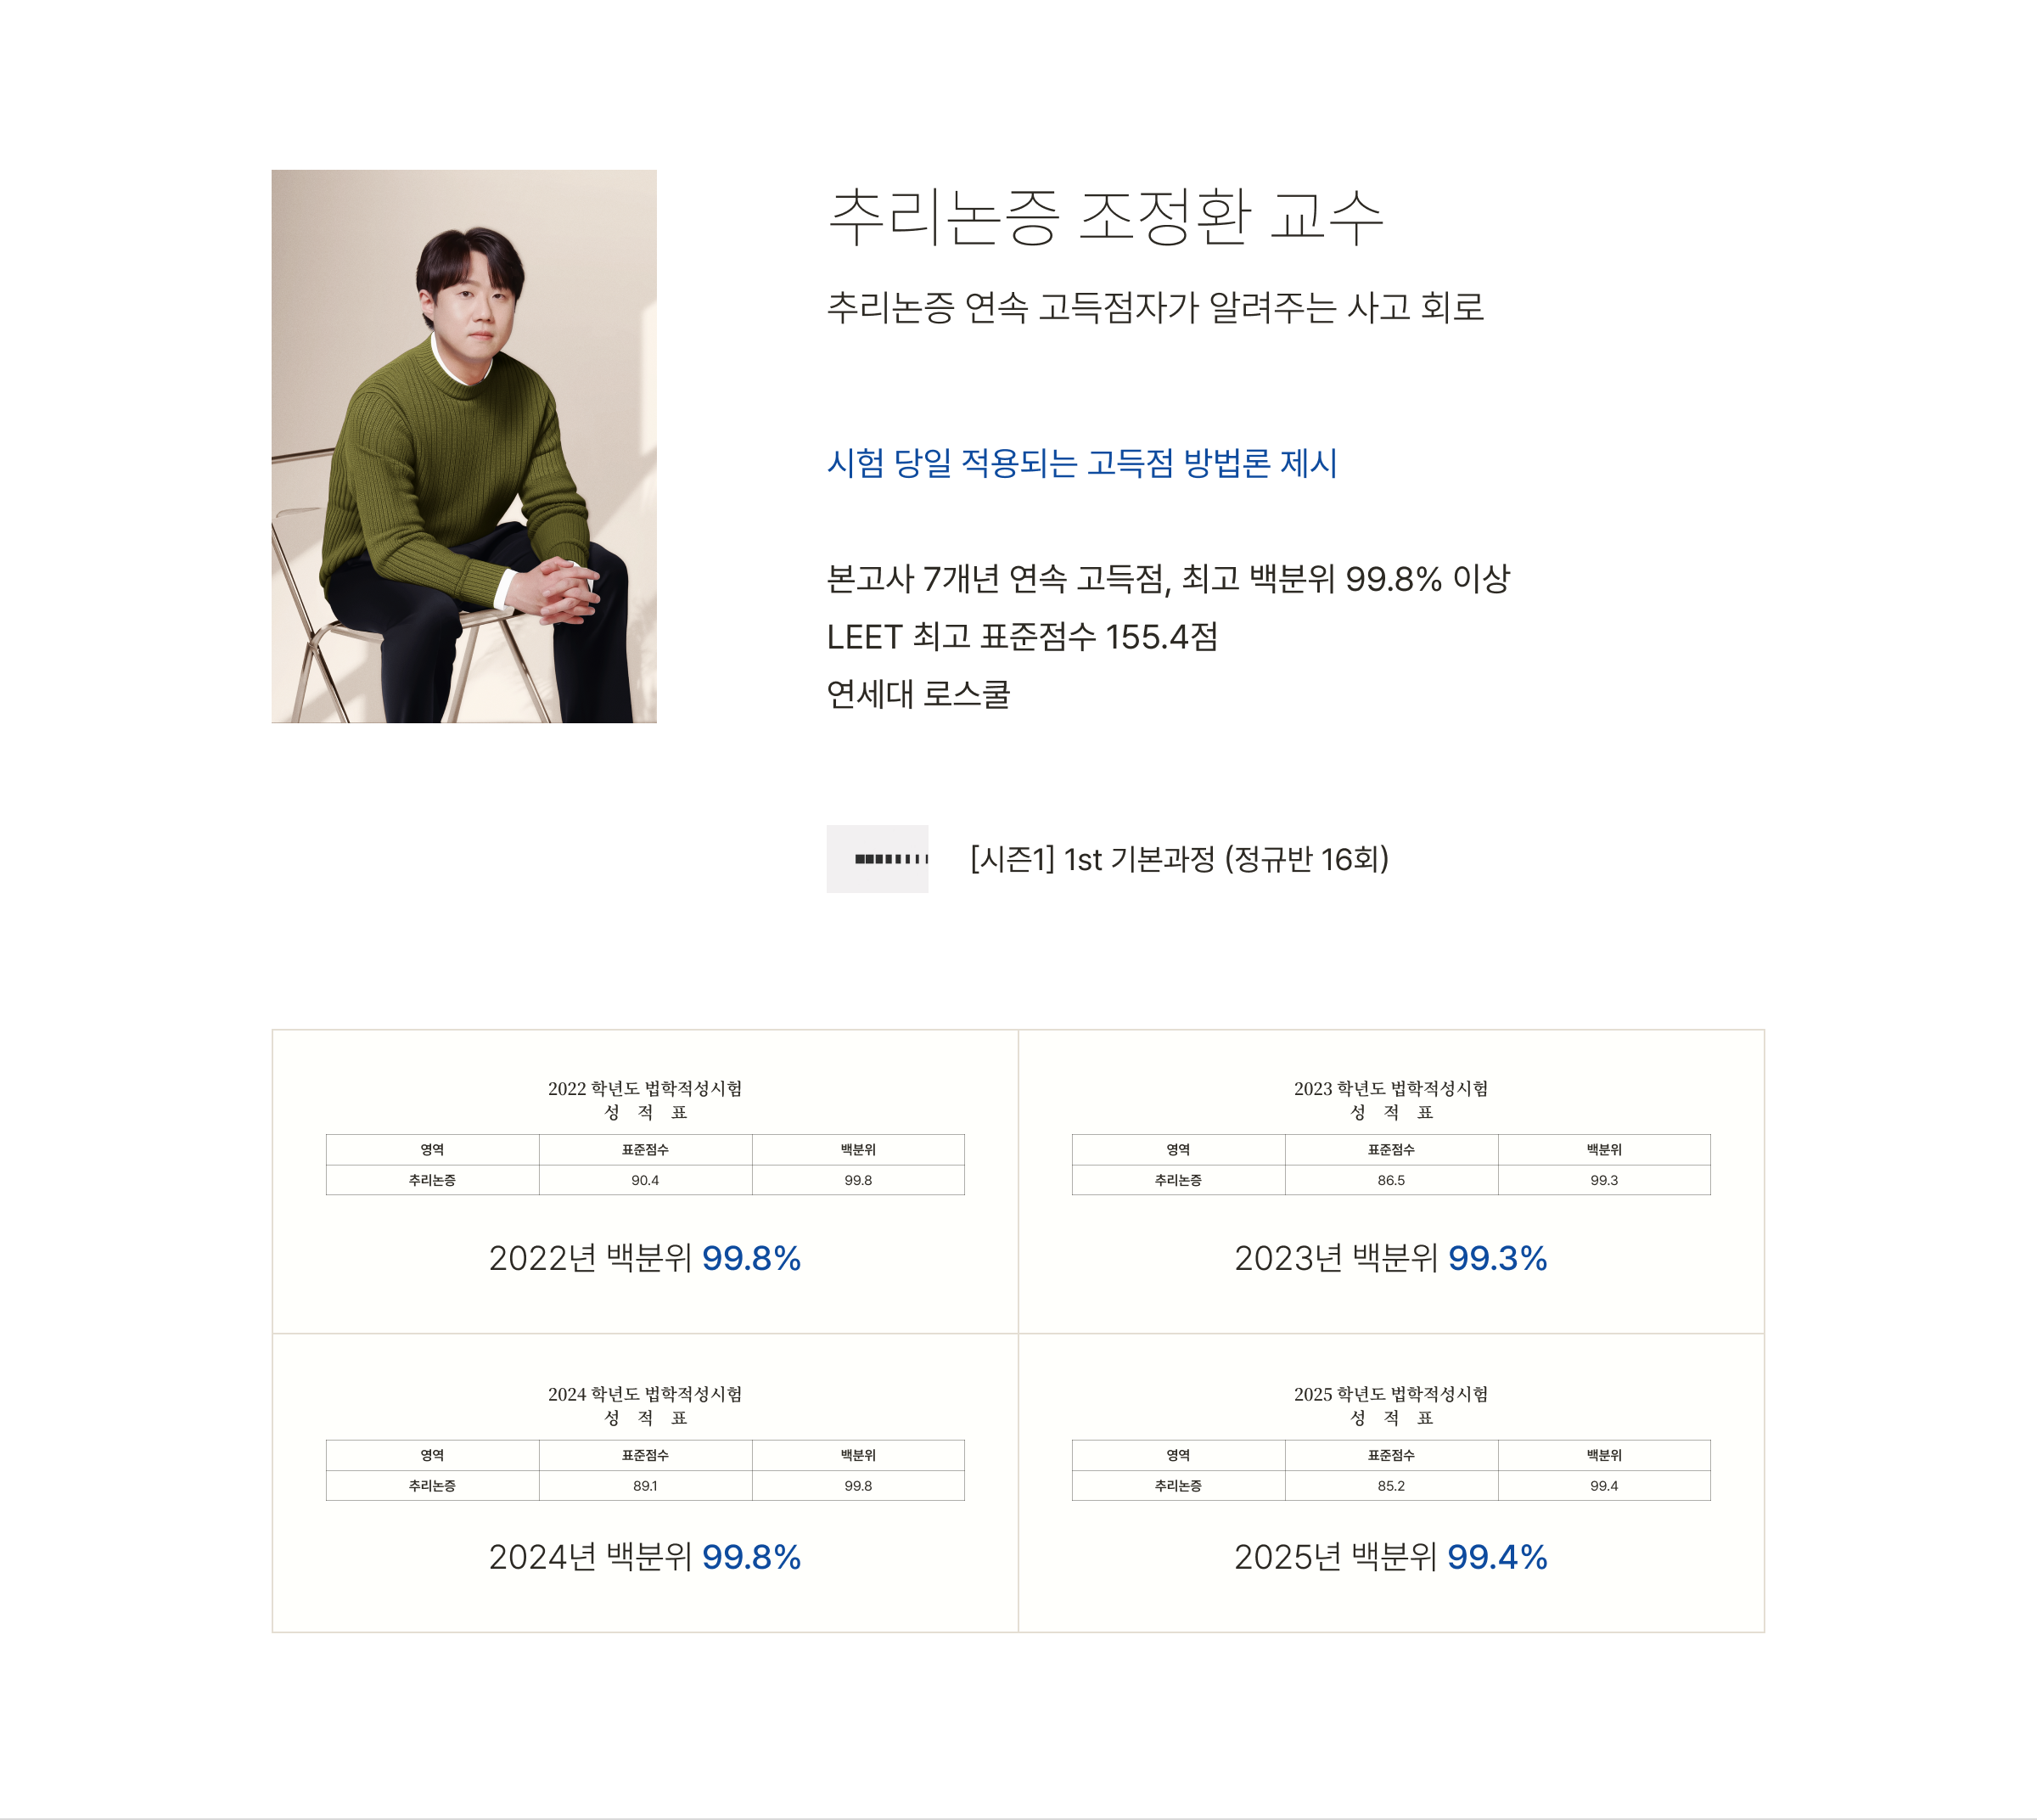 추리논증 조정환 교수
추리논증 연속 고득점자가 알려주는 사고 회로
시험 당일 적용되는 고득점 방법론 제시
본고사 7개년 연속 고득점, 최고 백분위 99.8% 이상
LEET 최고 표준점수 155.4점
연세대 로스쿨
[시즌1] 1st 기본과정 (정규반 16회)
2022 학년도 법학적성시험
성 적 표
영역 표준점수 백분위
추리논증 90.4 99.8
2022년 백분위 99.8%
2023 학년도 법학적성시험
성 적 표
영역 표준점수 백분위
추리논증 86.5 99.3
2023년 백분위 99.3%
2024 학년도 법학적성시험
성 적 표
영역 표준점수 백분위
추리논증 89.1 99.8
2024년 백분위 99.8%
2025 학년도 법학적성시험
성 적 표
영역 표준점수 백분위
추리논증 85.2 99.4
2025년 백분위 99.4%